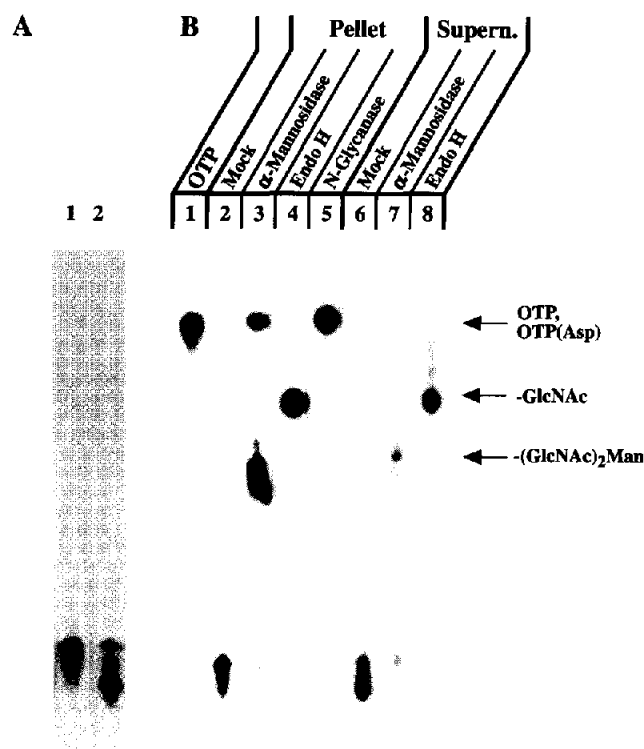 A
B
Pellet
Supern.
OTP
Mock
α-Mannosidase
Endo H
N-Glycanase
Mock
α-Mannosidase
Endo H
1 2
1 2 3 4 5 6 7 8
OTP,
OTP(Asp)
-GlcNAc
-(GlcNAc)₂Man